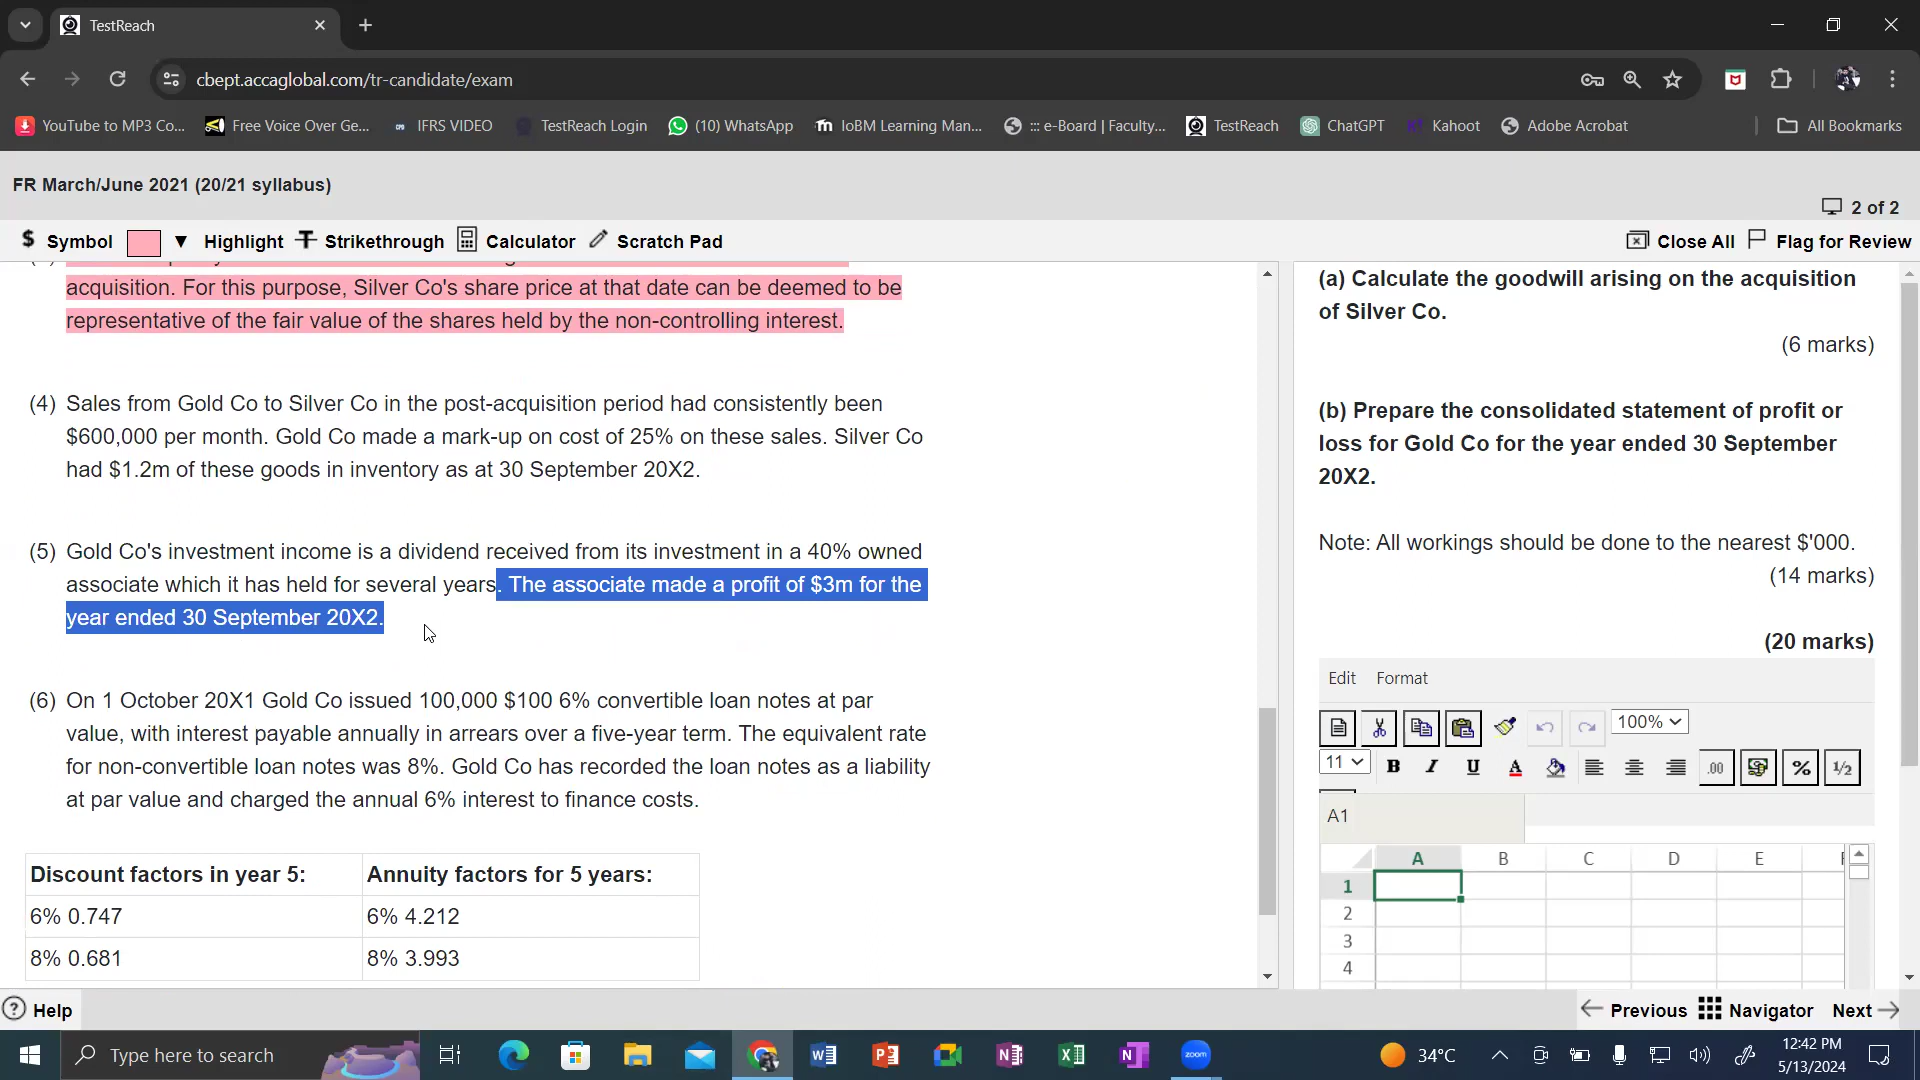 TestReach
cbept.accaglobal.com/tr-candidate/exam
YouTube to MP3 Co...
Free Voice Over Ge...
IFRS VIDEO
TestReach Login
(10) WhatsApp
IoBM Learning Man...
::: e-Board | Faculty...
TestReach
ChatGPT
Kahoot
Adobe Acrobat
All Bookmarks
FR March/June 2021 (20/21 syllabus)
2 of 2
$ Symbol
Highlight
Strikethrough
Calculator
Scratch Pad
Close All
Flag for Review
acquisition. For this purpose, Silver Co's share price at that date can be deemed to be
representative of the fair value of the shares held by the non-controlling interest.
(4) Sales from Gold Co to Silver Co in the post-acquisition period had consistently been
$600,000 per month. Gold Co made a mark-up on cost of 25% on these sales. Silver Co
had $1.2m of these goods in inventory as at 30 September 20X2.
(5) Gold Co's investment income is a dividend received from its investment in a 40% owned
associate which it has held for several years. The associate made a profit of $3m for the
year ended 30 September 20X2.
(6) On 1 October 20X1 Gold Co issued 100,000 $100 6% convertible loan notes at par
value, with interest payable annually in arrears over a five-year term. The equivalent rate
for non-convertible loan notes was 8%. Gold Co has recorded the loan notes as a liability
at par value and charged the annual 6% interest to finance costs.
Discount factors in year 5: Annuity factors for 5 years:
6% 0.747 6% 4.212
8% 0.681 8% 3.993
(a) Calculate the goodwill arising on the acquisition
of Silver Co.
(6 marks)
(b) Prepare the consolidated statement of profit or
loss for Gold Co for the year ended 30 September
20X2.
Note: All workings should be done to the nearest $'000.
(14 marks)
(20 marks)
Edit Format
100%
11 B I U A .00 % 1/2
A1
A B C D E
1
2
3
4
Help
Previous
Navigator
Next
Type here to search
zoom
34°C
12:42 PM
5/13/2024